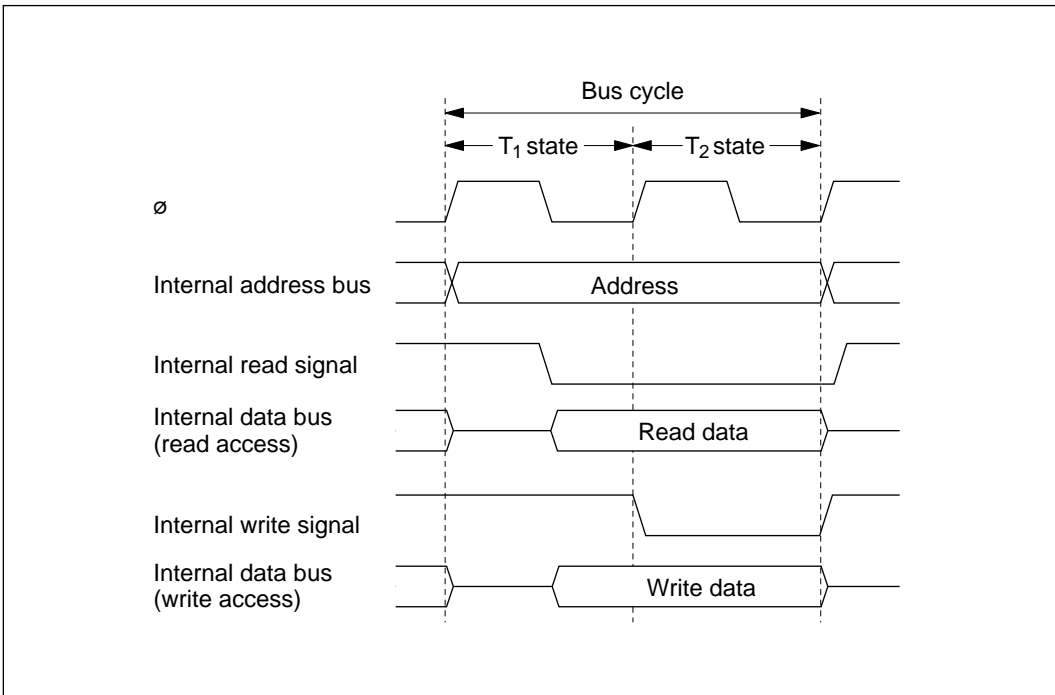 Bus cycle
T₁ state
T₂ state
ø
Internal address bus
Address
Internal read signal
Internal data bus
(read access)
Read data
Internal write signal
Internal data bus
(write access)
Write data